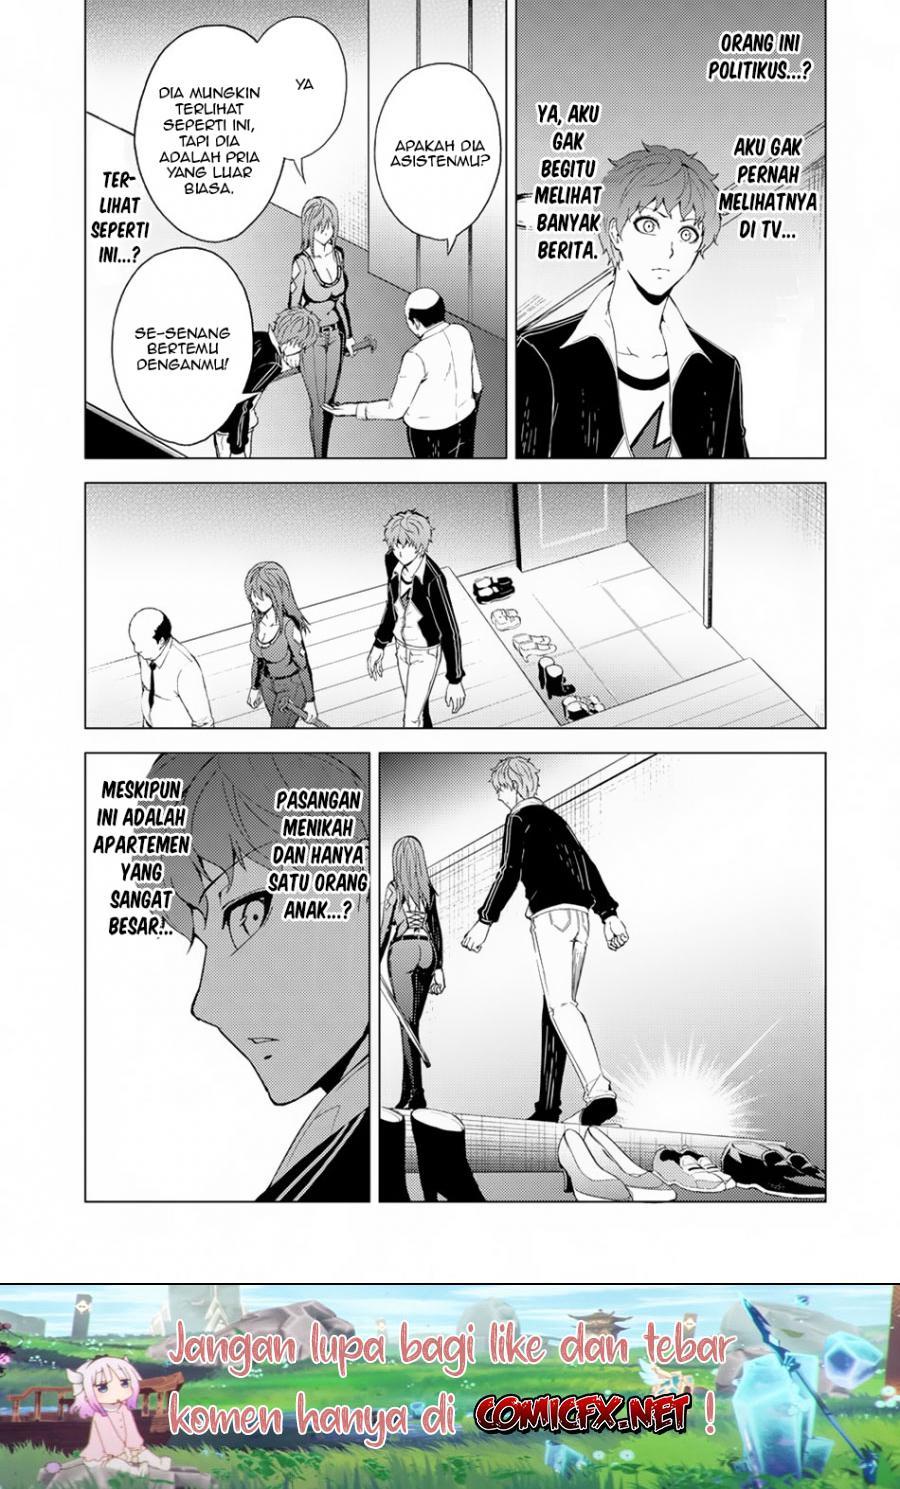 ORANG INI
POLITIKUS...?
AKU GAK
PERNAH
MELIHATNYA
DI TV...
YA, AKU
GAK
BEGITU
MELIHAT
BANYAK
BERITA.
APAKAH DIA
ASISTENMU?
YA
DIA MUNGKIN
TERLIHAT
SEPERTI INI,
TAPI DIA
ADALAH PRIA
YANG LUAR
BIASA.
TER-
LIHAT
SEPERTI
INI...?
SE-SENANG
BERTEMU
DENGANMU!
PASANGAN
MENIKAH
DAN HANYA
SATU ORANG
ANAK...?
MESKIPUN
INI ADALAH
APARTEMEN
YANG
SANGAT
BESAR!..
Jangan lupa bagi like dan tebar
komen hanya di COMICFX.NET !